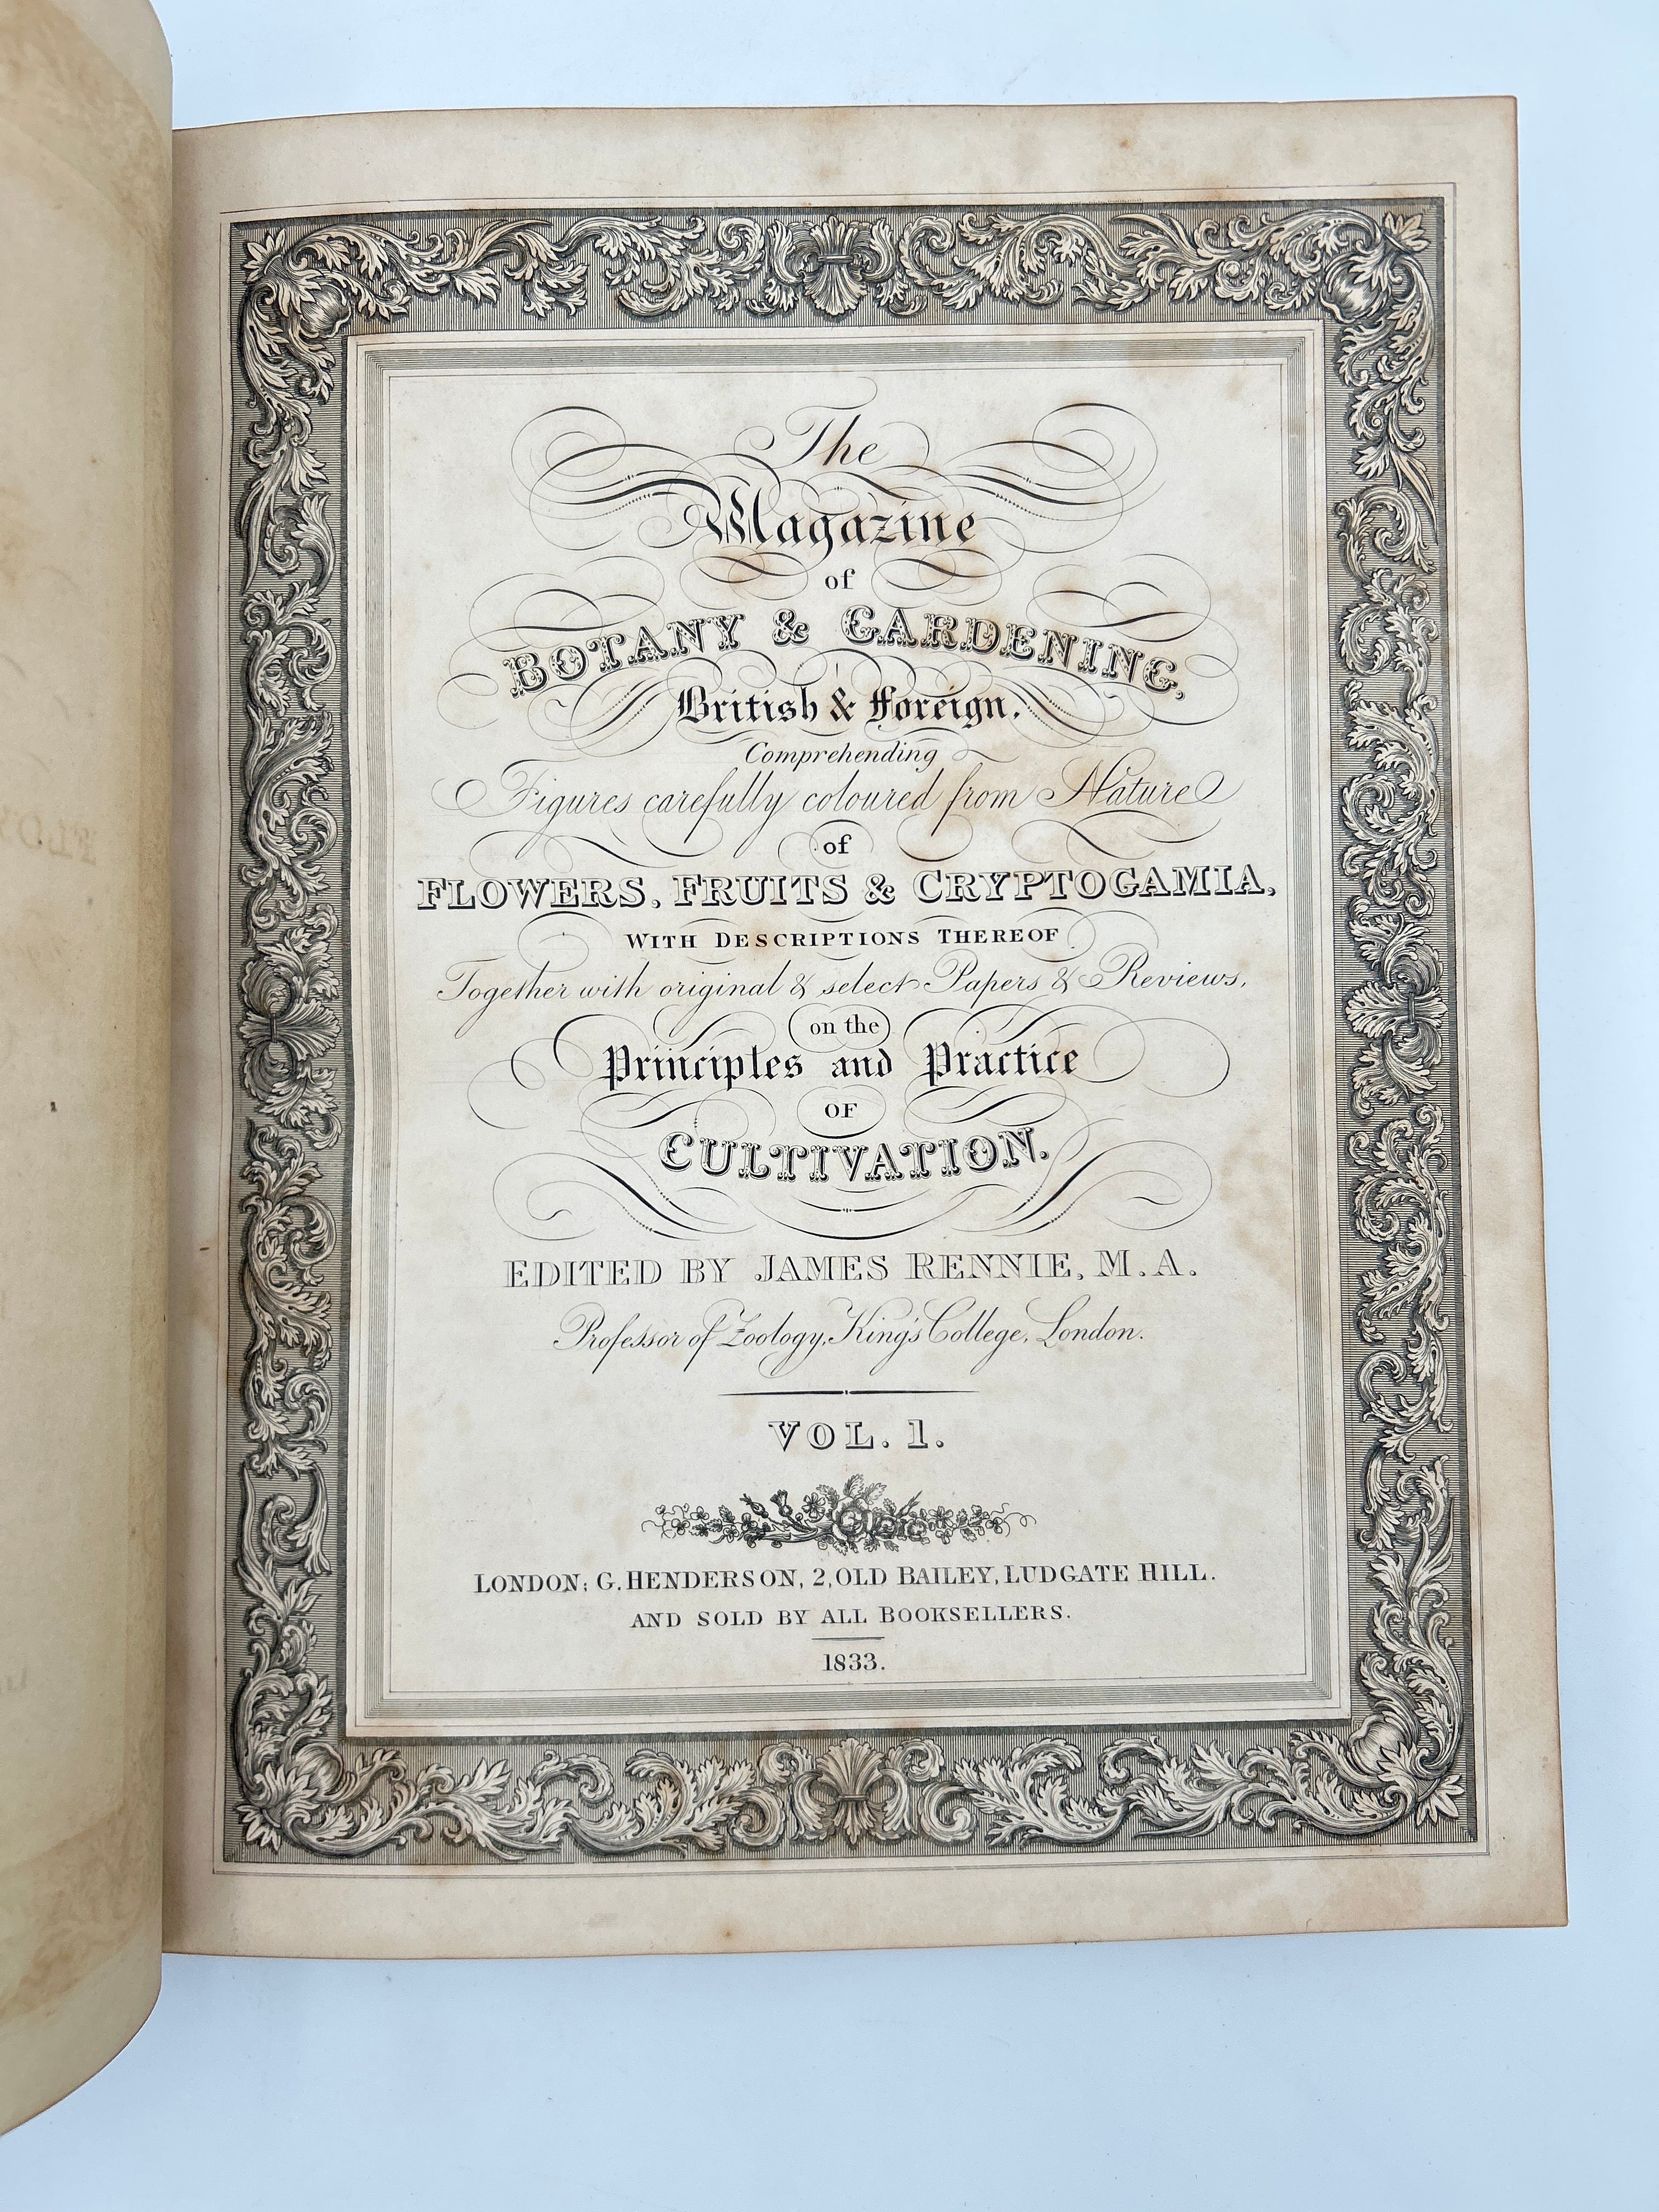 The
Magazine
of
BOTANY & GARDENING,
British & Foreign.
Comprehending
Figures carefully coloured from Nature
of
FLOWERS, FRUITS & CRYPTOGAMIA,
WITH DESCRIPTIONS THEREOF
Together with original & select Papers & Reviews,
on the
Principles and Practice
OF
CULTIVATION.
EDITED BY JAMES RENNIE, M.A.
Professor of Zoology, King's College, London.
VOL. 1.
LONDON; G. HENDERSON, 2, OLD BAILEY, LUDGATE HILL.
AND SOLD BY ALL BOOKSELLERS.
1833.